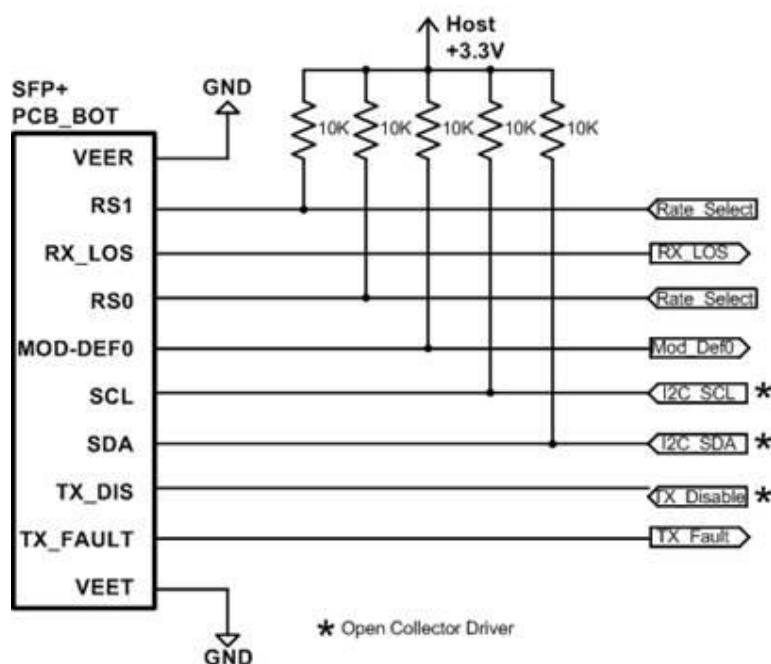 Host
+3.3V
SFP+
PCB_BOT
GND
10K
10K
10K
10K
10K
VEER
RS1
Rate_Select
RX_LOS
RX_LOS
RS0
Rate_Select
MOD-DEF0
Mod_Def0
SCL
I2C_SCL *
SDA
I2C_SDA *
TX_DIS
TX_Disable *
TX_FAULT
TX_Fault
VEET
* Open Collector Driver
GND